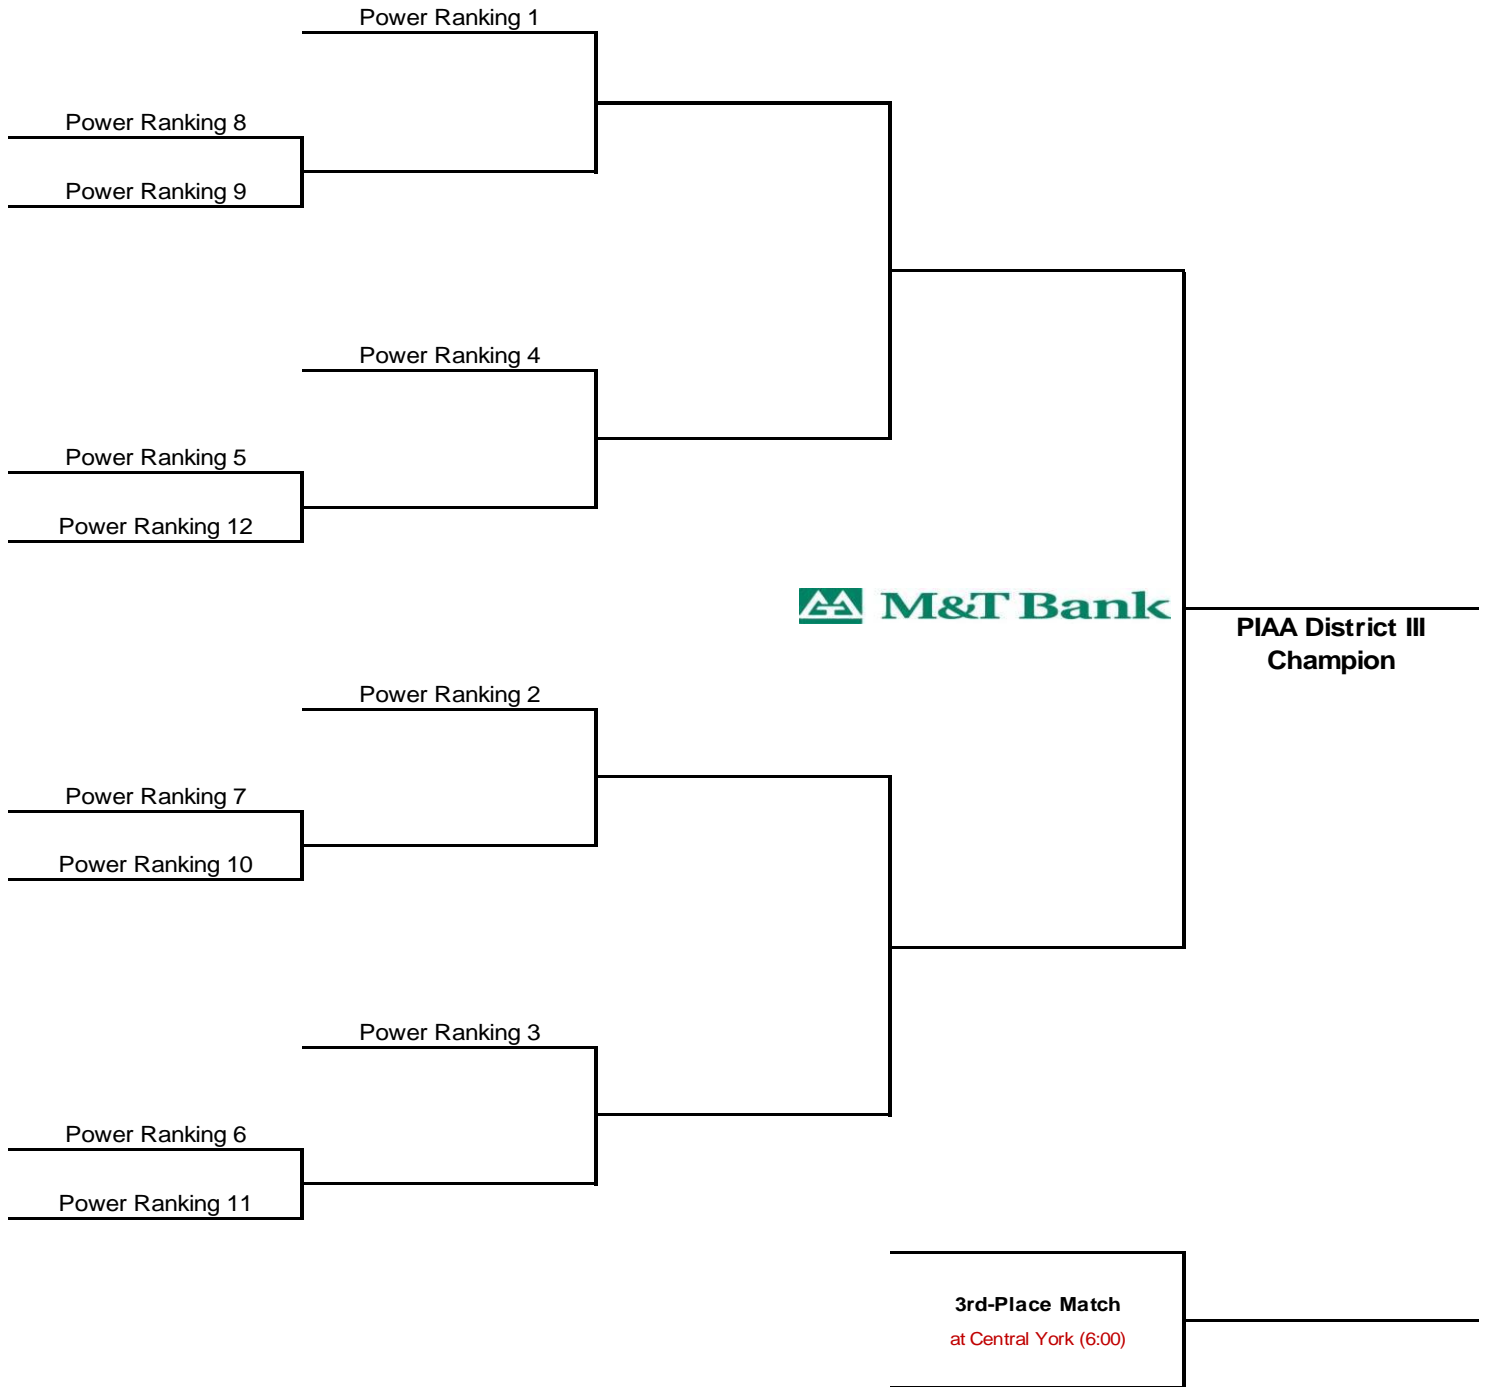 Power Ranking 1
Power Ranking 8
Power Ranking 9
Power Ranking 4
Power Ranking 5
Power Ranking 12
M&T Bank
PIAA District III
Champion
Power Ranking 2
Power Ranking 7
Power Ranking 10
Power Ranking 3
Power Ranking 6
Power Ranking 11
3rd-Place Match
at Central York (6:00)